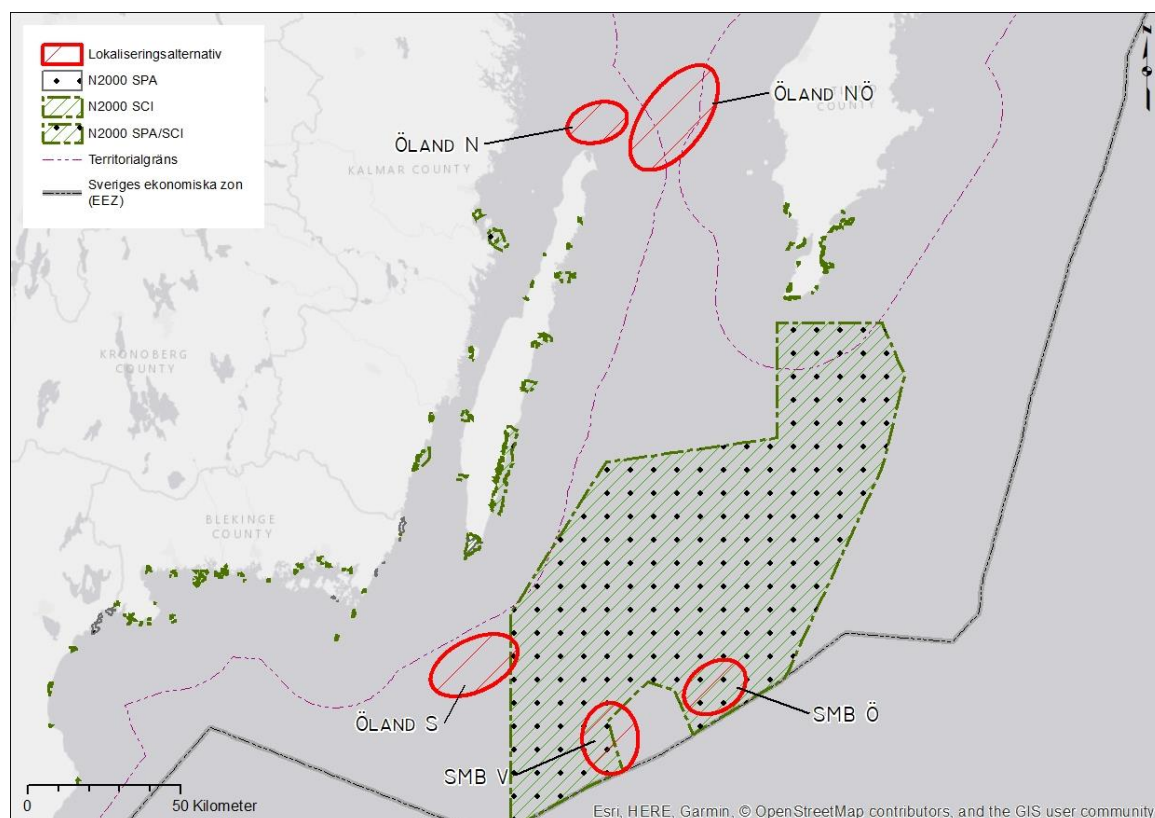 Lokaliseringsalternativ
N2000 SPA
N2000 SCI
N2000 SPA/SCI
Territorialgräns
Sveriges ekonomiska zon
(EEZ)
ÖLAND N
ÖLAND NÖ
COUNTY
KALMAR COUNTY
KRONOBERG
COUNTY
BLEKINGE
COUNTY
ÖLAND S
SMB V
SMB Ö
0
50 Kilometer
Esri, HERE, Garmin, © OpenStreetMap contributors, and the GIS user community